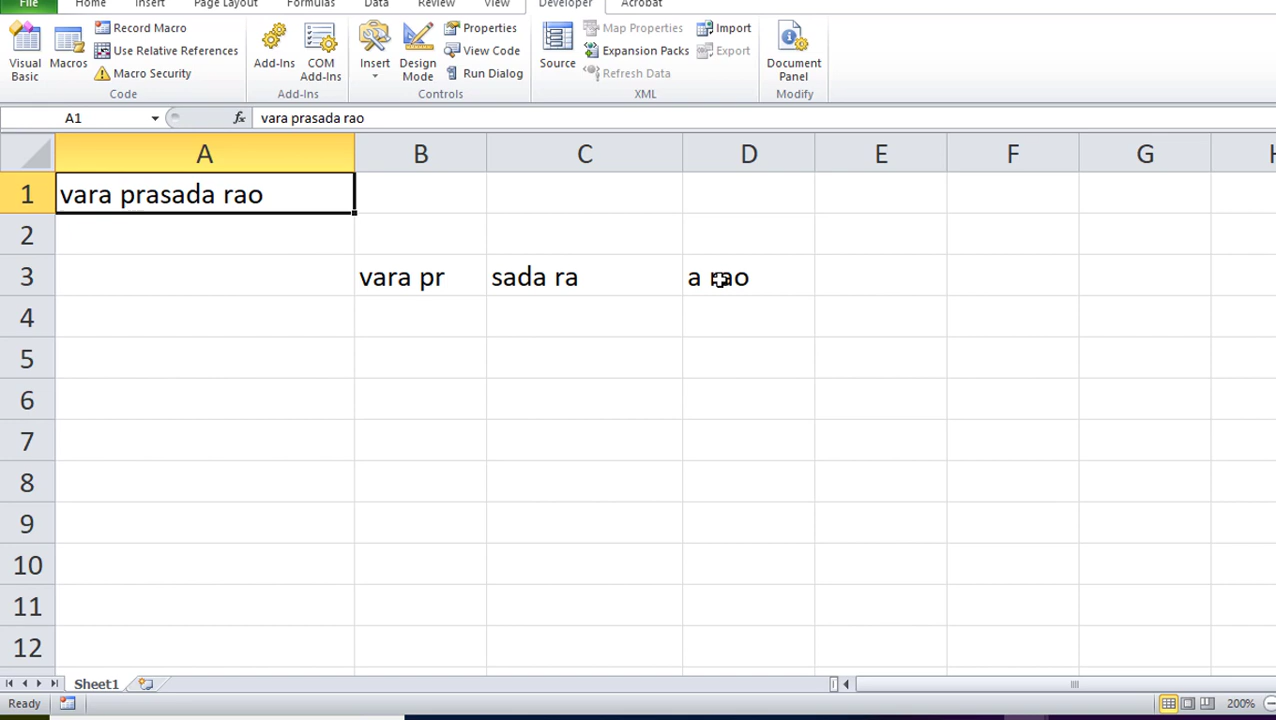 File Home Insert Page Layout Formulas Data Review View Developer Acrobat
Record Macro Properties Map Properties Import
Use Relative References View Code Expansion Packs Export
Visual Basic Macros Macro Security Add-Ins COM Add-Ins Insert Design Mode Run Dialog Source Refresh Data Document Panel
Code Add-Ins Controls XML Modify
A1 fx vara prasada rao
A B C D E F G H
1 vara prasada rao
2
3 vara pr sada ra a rao
4
5
6
7
8
9
10
11
12
Sheet1
Ready 200%